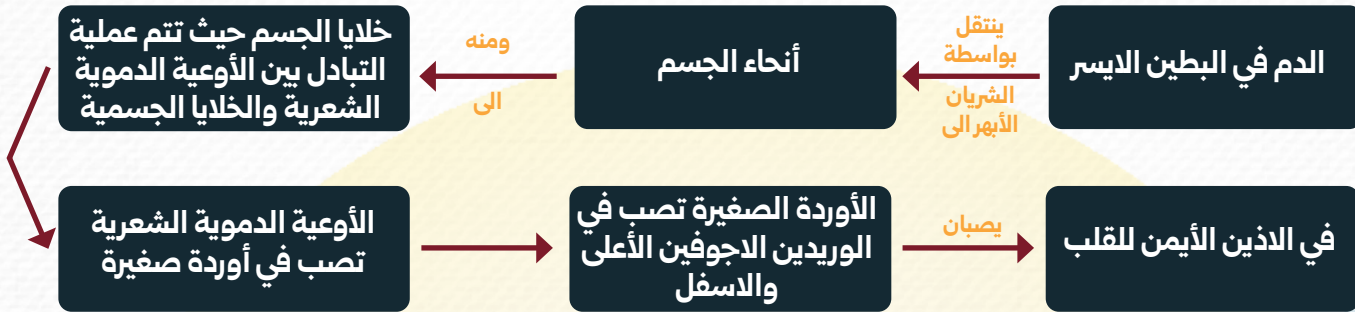 الدم في البطين الايسر
ينتقل
بواسطة
الشريان
الأبهر الى
أنحاء الجسم
ومنه
الى
خلايا الجسم حيث تتم عملية
التبادل بين الأوعية الدموية
الشعرية والخلايا الجسمية
الأوعية الدموية الشعرية
تصب في أوردة صغيرة
الأوردة الصغيرة تصب في
الوريدين الاجوفين الأعلى
والاسفل
يصبان
في الاذين الأيمن للقلب